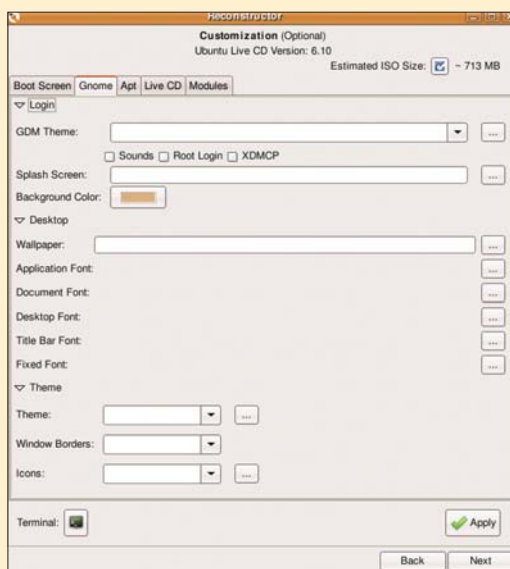 Reconstructor
Customization (Optional)
Ubuntu Live CD Version: 6.10
Estimated ISO Size: ~ 713 MB
Boot Screen Gnome Apt Live CD Modules
Login
GDM Theme: ...
Sounds Root Login XDMCP
Splash Screen: ...
Background Color:
Desktop
Wallpaper: ...
Application Font: ...
Document Font: ...
Desktop Font: ...
Title Bar Font: ...
Fixed Font: ...
Theme
Theme: ...
Window Borders:
Icons: ...
Terminal: Apply
Back Next